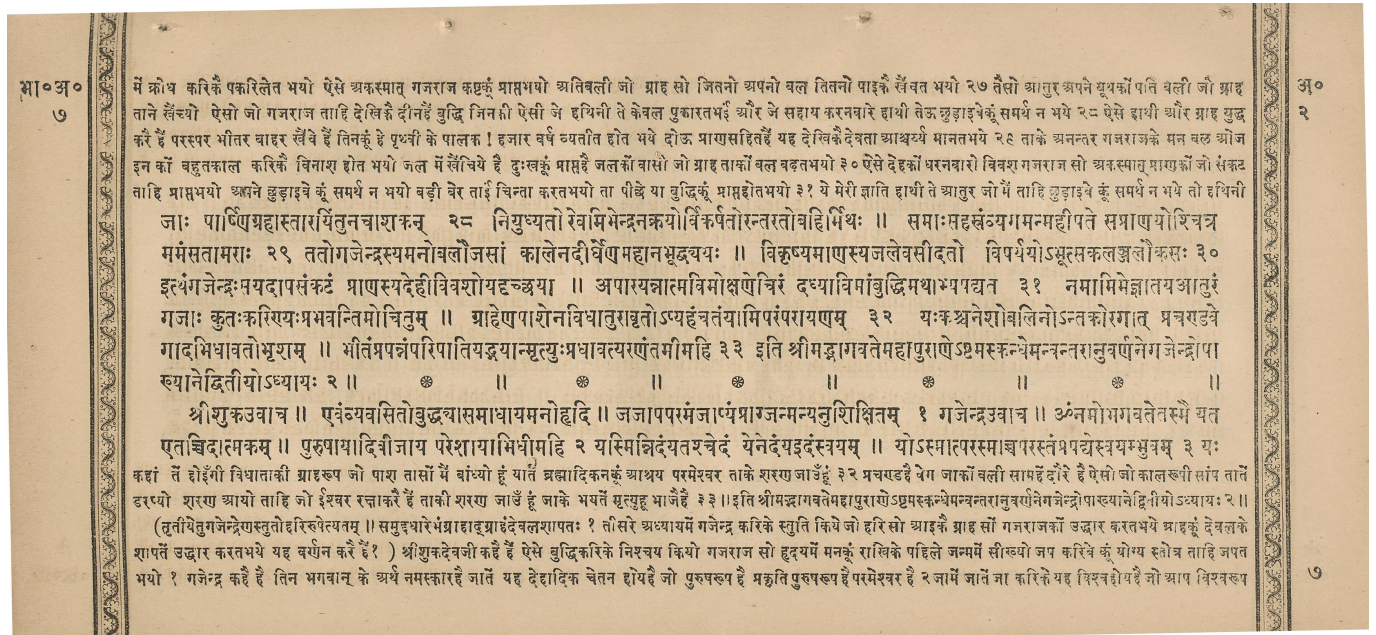 भा०अ०
७
में क्रोध करिकै पकरिलेत भयो ऐसे अकस्मात् गजराज कष्टकूं प्राप्तभयो अतिबली जो ग्राह सो जितनो अपनो बल तितनो पाइकै खैंचत भयो २७ तैसो आतुर अपने यूथकों पति बली जो ग्राह
ताने खैंच्यो ऐसो जो गजराज ताहि देखिकै दीनहैं बुद्धि जिनकी ऐसी जे हथिनी ते केवल पुकारतभईं और जे सहाय करनवारे हाथी तेऊ छुड़ाइवेकूं समर्थ न भये २८ ऐसे हाथी और ग्राह युद्ध
करै हैं परस्पर भीतर बाहर खैंचे हैं तिनकूं हे पृथ्वी के पालक ! हजार वर्ष व्यतीत होत भये दोऊ प्राणसहितहैं यह देखिकैदेवता आश्चर्य मानतभये २९ ताके अनन्तर गजराजके मन बल ओज
इन कों बहुतकाल करिकै विनाश होत भयो जल में खैंचिये है दुःखकूं प्राप्तहै जलकों बासी जो ग्राह ताकों बल बढ़तभयो ३० ऐसे देहकों धरनवारो विवश गजराज सो अकस्मात् प्राणकों जो संकट
ताहि प्राप्तभयो अपने छुड़ाइवे कूं समर्थ न भयो बड़ी बेर ताईं चिन्ता करतभयो ता पीछे या बुद्धिकूं प्राप्तहोतभयो ३१ ये मेरी ज्ञाति हाथी ते आतुर जो मैं ताहि छुड़ाइवे कूं समर्थ न भये तो हथिनी
जाः पार्ष्णिग्रहास्तारयितुंनचाशकन् २८ नियुध्यतोरेवमिभेन्द्रनक्रयोर्विकर्षतोरन्तरतोबहिर्मिथः ॥ समाःसहस्रंव्यगमन्महीपते सप्राणयोश्चित्र
ममंसतामराः २९ ततोगजेन्द्रस्यमनोबलौजसां कालेनदीर्घेणमहानभूद्व्ययः ॥ विकृष्यमाणस्यजलेवसीदतो विपर्ययोऽभूत्सकलञ्जलौकसः ३०
इत्थंगजेन्द्रःसयदापसंकटं प्राणस्यदेहीविवशोयदृच्छया ॥ अपारयन्नात्मविमोक्षणेचिरं दध्याविमांबुद्धिमथाभ्यपद्यत ३१ नमामिमेज्ञातयआतुरं
गजाः कुतःकरिण्यःप्रभवन्तिमोचितुम् ॥ ग्राहेणपाशेनविधातुरावृतोऽप्यहंचतंयामिपरंपरायणम् ३२ यःकश्चनेशोबलिनोऽन्तकोरगात् प्रचण्डवे
गादभिधावतोभृशम् ॥ भीतंप्रपन्नंपरिपातियद्भयान्मृत्युःप्रधावत्यरणंतमीमहि ३३ इति श्रीमद्भागवतेमहापुराणेऽष्टमस्कन्धेमन्वन्तरानुवर्णनेगजेन्द्रोपा
ख्यानेद्वितीयोऽध्यायः २ ॥ ॥ ॥ ॥ ॥ ॥
श्रीशुकउवाच ॥ एवंव्यवसितोबुद्ध्यासमाधायमनोहृदि ॥ जजापपरमंजाप्यंप्राग्जन्मन्यनुशिक्षितम् १ गजेन्द्रउवाच ॥ ॐनमोभगवतेतस्मै यत
एतच्चिदात्मकम् ॥ पुरुषायादिबीजाय परेशायाभिधीमहि २ यस्मिन्निदंयतश्चेदं येनेदंयइदंस्वयम् ॥ योऽस्मात्परस्माच्चपरस्तंप्रपद्येस्वयम्भुवम् ३ यः
कहां तें होइँगी विधाताकी ग्राहरूप जो पाश तासों में बांध्यो हूं यातें ब्रह्मादिकनकूं आश्रय परमेश्वर ताके शरण जाउँहूं ३२ प्रचण्डहै वेग जाकों बली सामहें दौरे है ऐसो जो कालरूपी सांप तातें
डरप्यो शरण आयो ताहि जो ईश्वर रक्षाकरै हैं ताकी शरण जाउँ हूं जाके भयतें मृत्युहू भाजैहै ३३ ॥ इति श्रीमद्भागवतेमहापुराणेऽष्टमस्कन्धेमन्वन्तरानुवर्णनेगजेन्द्रोपाख्यानेद्वितीयोऽध्यायः २ ॥
(तृतीयेतुगजेन्द्रेणस्तुतोहरिरुपेत्यतम् ॥ समुद्दधारेभंग्राहाद्ग्राहंदेवलशापतः १ तीसरे अध्यायमें गजेन्द्र करिके स्तुति किये जो हरि सो आइकै ग्राह सों गजराजकों उद्धार करतभये ग्राहकूं देवलके
शापतें उद्धार करतभये यह वर्णन करै हैं १ ) श्रीशुकदेवजी कहै हैं ऐसे बुद्धिकरिके निश्चय कियो गजराज सो हृदयमें मनकूं राखिके पहिले जन्ममें सीख्यो जप करिवे कूं योग्य स्तोत्र ताहि जपत
भयो १ गजेन्द्र कहै है तिन भगवान् के अर्थ नमस्कारहै जातें यह देहादिक चेतन होयहै जो पुरुषरूप है प्रकृति पुरुषरूप है परमेश्वर है २ जामें जातें जा करिके यह विश्वहोयहै जो आप विश्वरूप
अ०
२
७